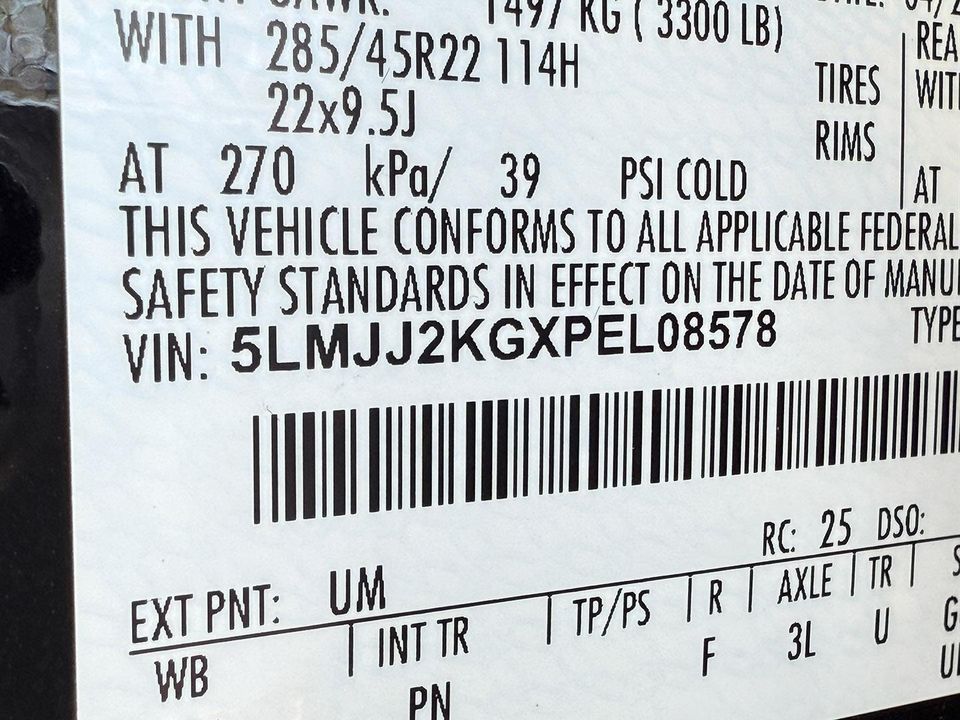 1497 KG ( 3300 LB)
WITH 285/45R22 114H TIRES
22x9.5J RIMS
AT 270 kPa/ 39 PSI COLD
AT
THIS VEHICLE CONFORMS TO ALL APPLICABLE FEDERAL
SAFETY STANDARDS IN EFFECT ON THE DATE OF MANU
VIN: 5LMJJ2KGXPEL08578 TYPE
RC: 25 DSO:
EXT PNT: UM
WB | INT TR | TP/PS | R | AXLE | TR |
PN F 3L U